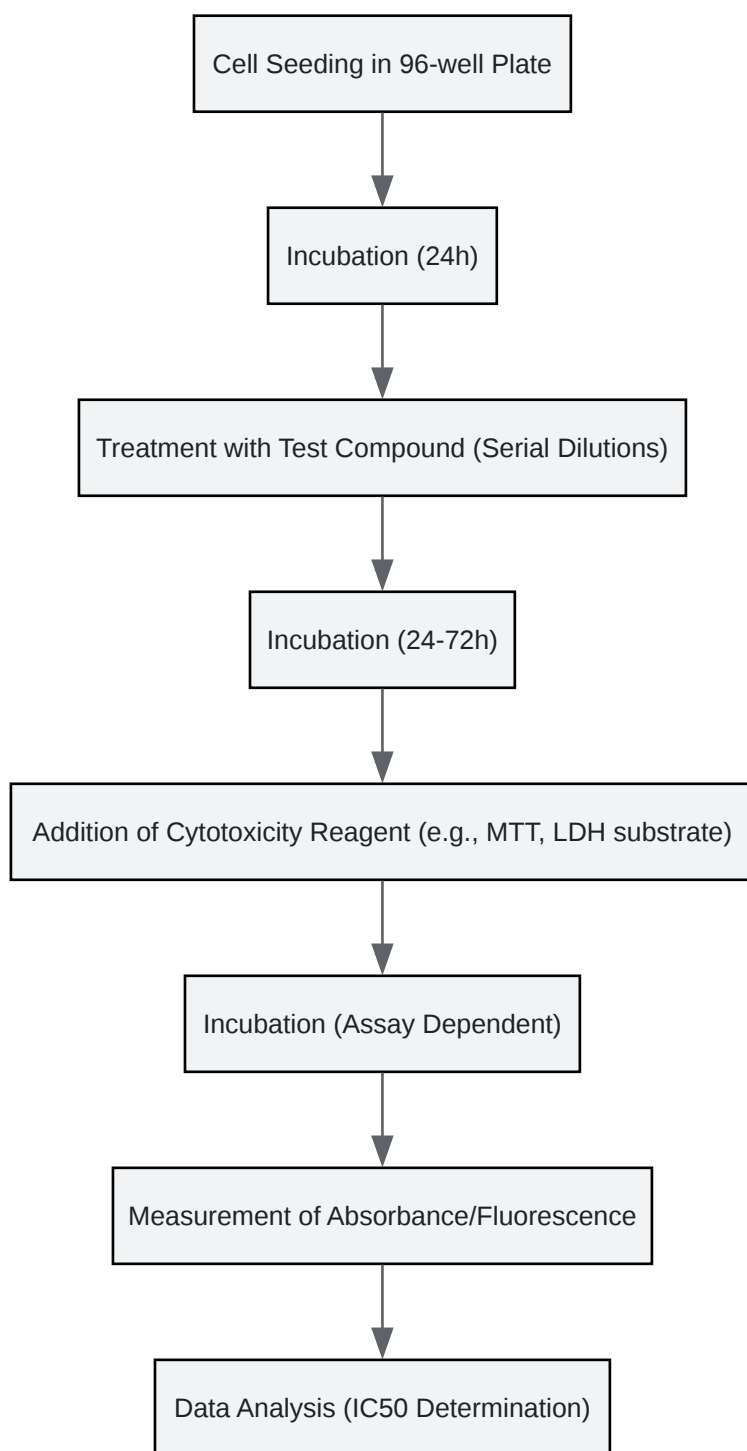 Cell Seeding in 96-well Plate
Incubation (24h)
Treatment with Test Compound (Serial Dilutions)
Incubation (24-72h)
Addition of Cytotoxicity Reagent (e.g., MTT, LDH substrate)
Incubation (Assay Dependent)
Measurement of Absorbance/Fluorescence
Data Analysis (IC50 Determination)